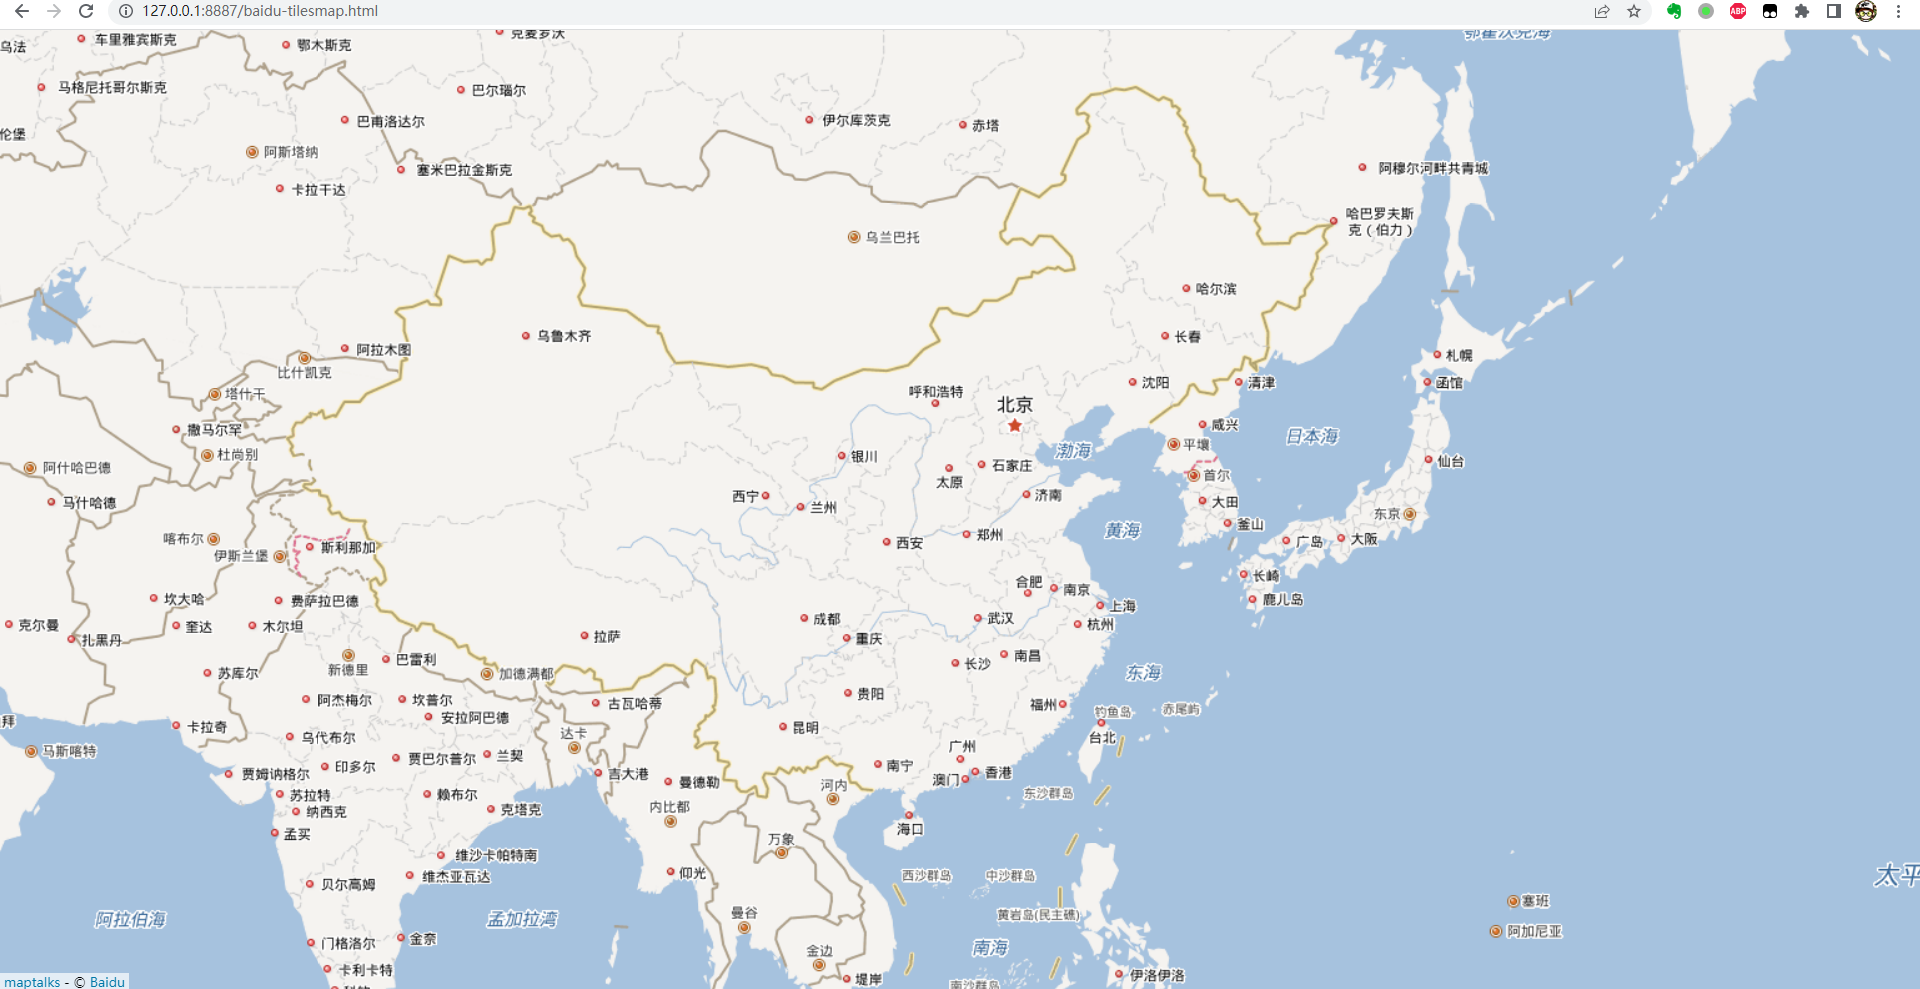 127.0.0.1:8887/baidu-tilesmap.html
ABP
鄂霍次克海
克麦罗沃
乌法
车里雅宾斯克
鄂木斯克
马格尼托哥尔斯克
巴尔瑙尔
伦堡
巴甫洛达尔
伊尔库茨克
赤塔
阿斯塔纳
塞米巴拉金斯克
阿穆尔河畔共青城
卡拉干达
哈巴罗夫斯
克（伯力）
乌兰巴托
哈尔滨
乌鲁木齐
长春
阿拉木图
札幌
比什凯克
沈阳
清津
函馆
塔什干
呼和浩特
北京
咸兴
撒马尔罕
日本海
平壤
渤海
杜尚别
银川
仙台
阿什哈巴德
石家庄
首尔
太原
西宁
济南
马什哈德
大田
兰州
东京
釜山
黄海
喀布尔
郑州
大阪
广岛
西安
斯利那加
伊斯兰堡
长崎
合肥
南京
坎大哈
费萨拉巴德
鹿儿岛
上海
成都
武汉
杭州
克尔曼
奎达
木尔坦
拉萨
重庆
扎黑丹
南昌
巴雷利
长沙
新德里
苏库尔
加德满都
东海
贵阳
阿杰梅尔
坎普尔
古瓦哈蒂
福州
钓鱼岛
赤尾屿
安拉阿巴德
拜
卡拉奇
昆明
乌代布尔
达卡
台北
广州
马斯喀特
贾巴尔普尔
兰契
南宁
印多尔
贾姆讷格尔
吉大港
香港
澳门
曼德勒
河内
苏拉特
赖布尔
东沙群岛
内比都
克塔克
纳西克
海口
孟买
万象
维沙卡帕特南
仰光
西沙群岛
中沙群岛
太平
维杰亚瓦达
贝尔高姆
塞班
曼谷
黄岩岛(民主礁)
阿拉伯海
孟加拉湾
阿加尼亚
金奈
门格洛尔
南海
金边
卡利卡特
伊洛伊洛
堤岸
maptalks - © Baidu
南沙群岛